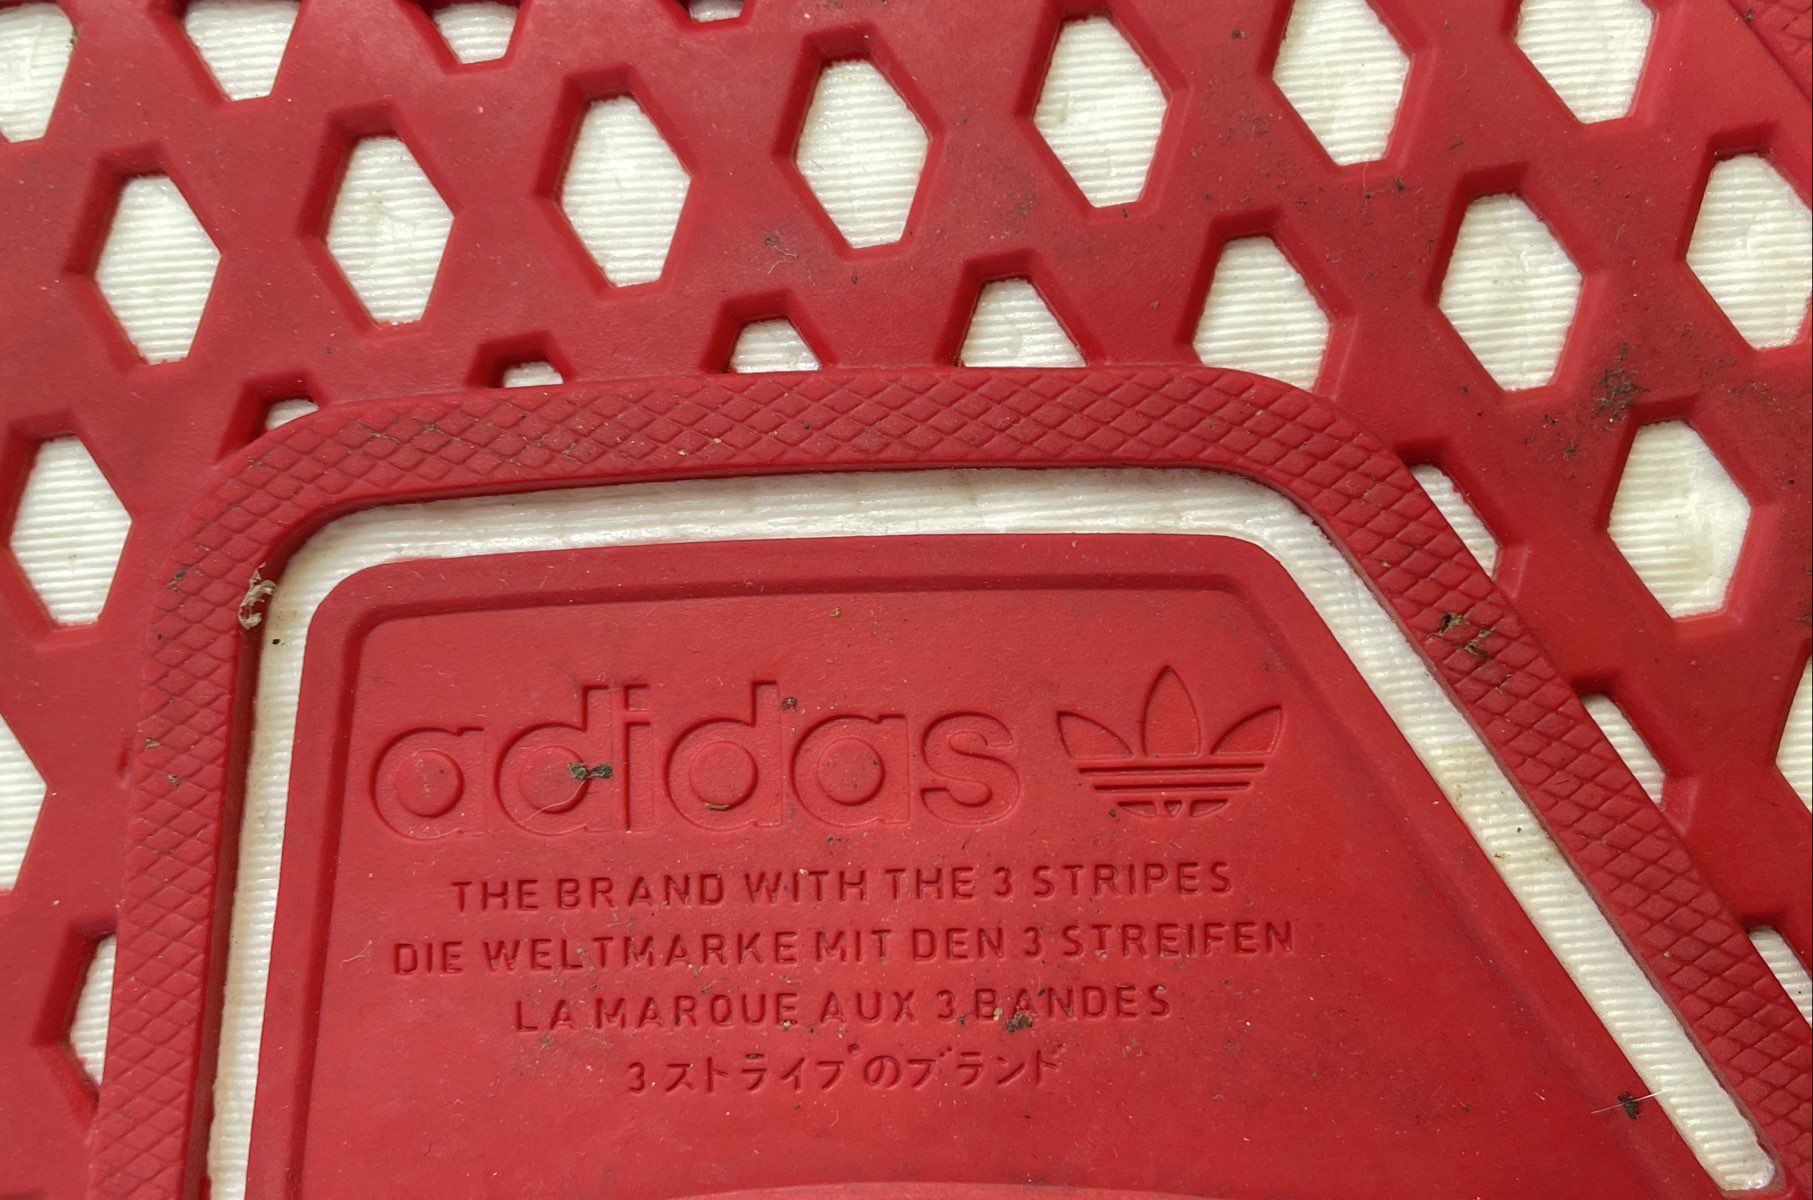 adidas
THE BRAND WITH THE 3 STRIPES
DIE WELTMARKE MIT DEN 3 STREIFEN
LA MARQUE AUX 3 BANDES
3ストライプのブランド